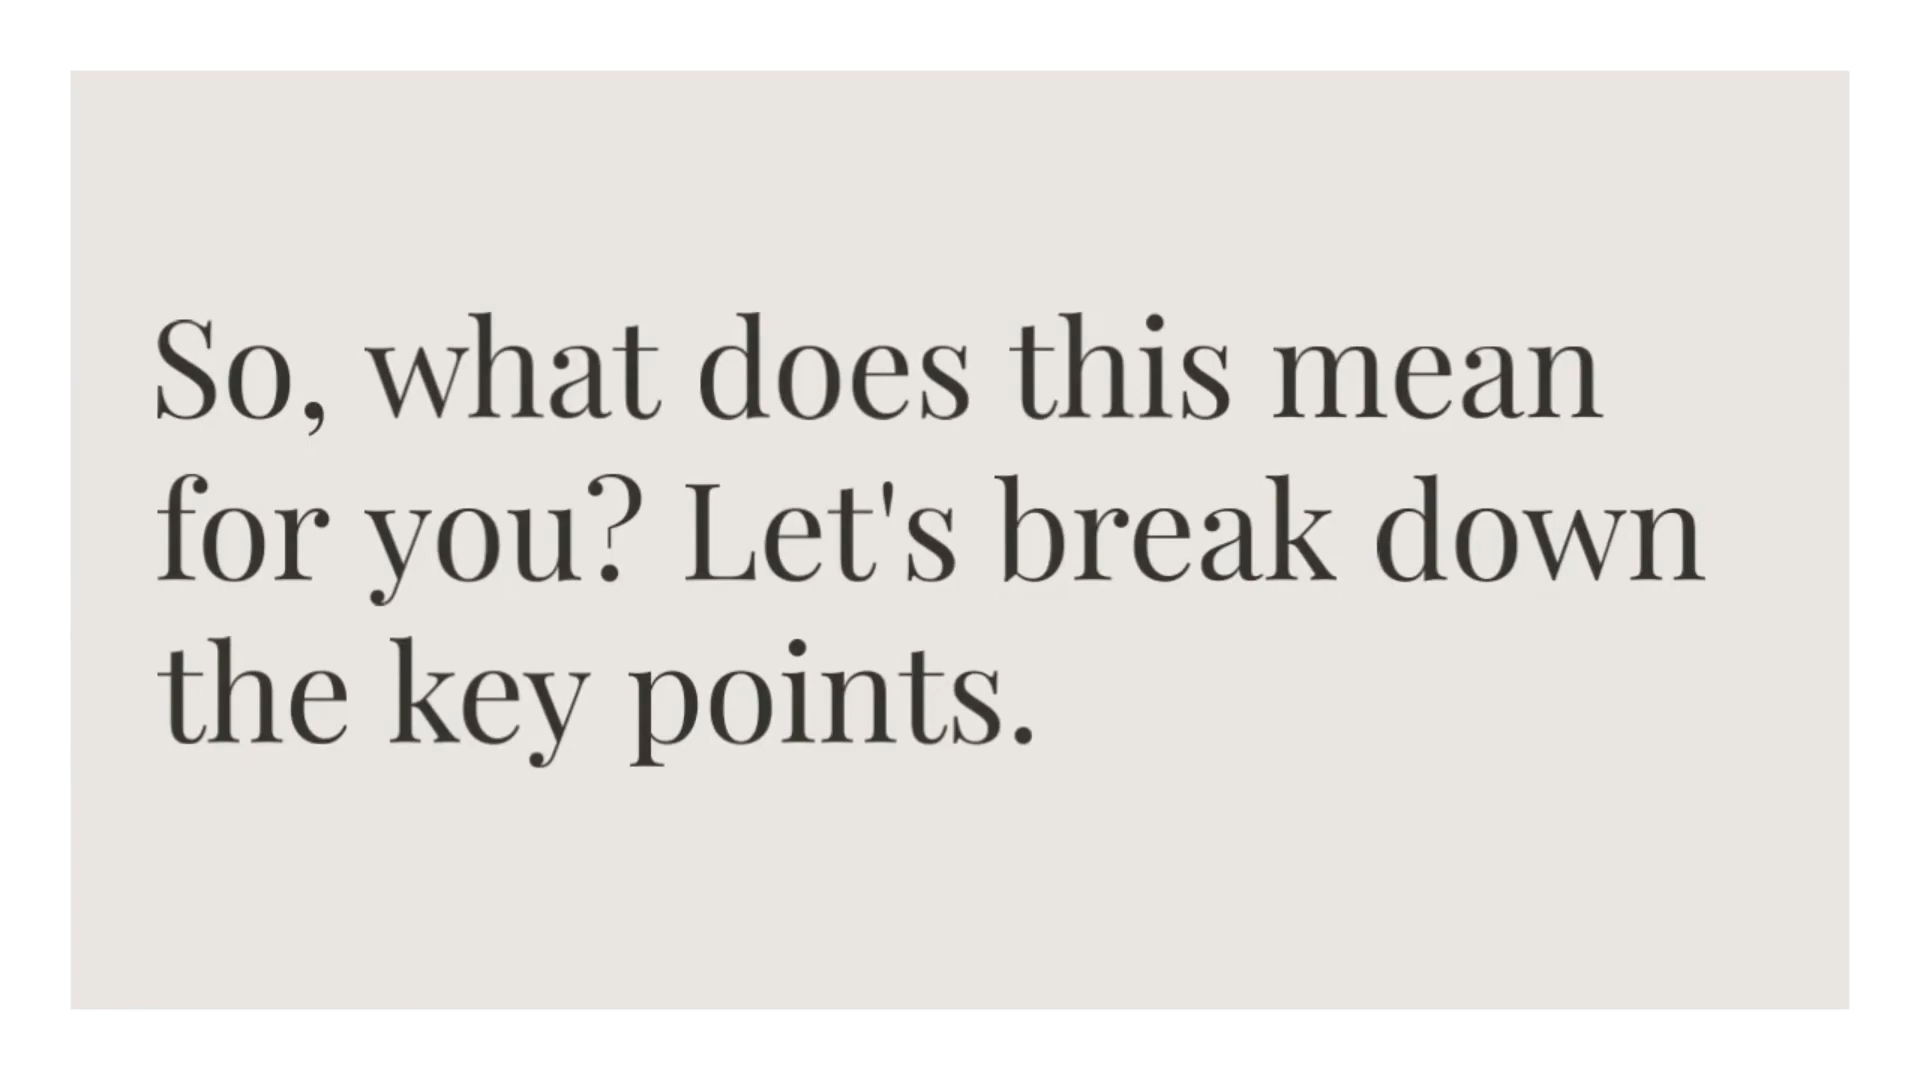 So, what does this mean
for you? Let's break down
the key points.